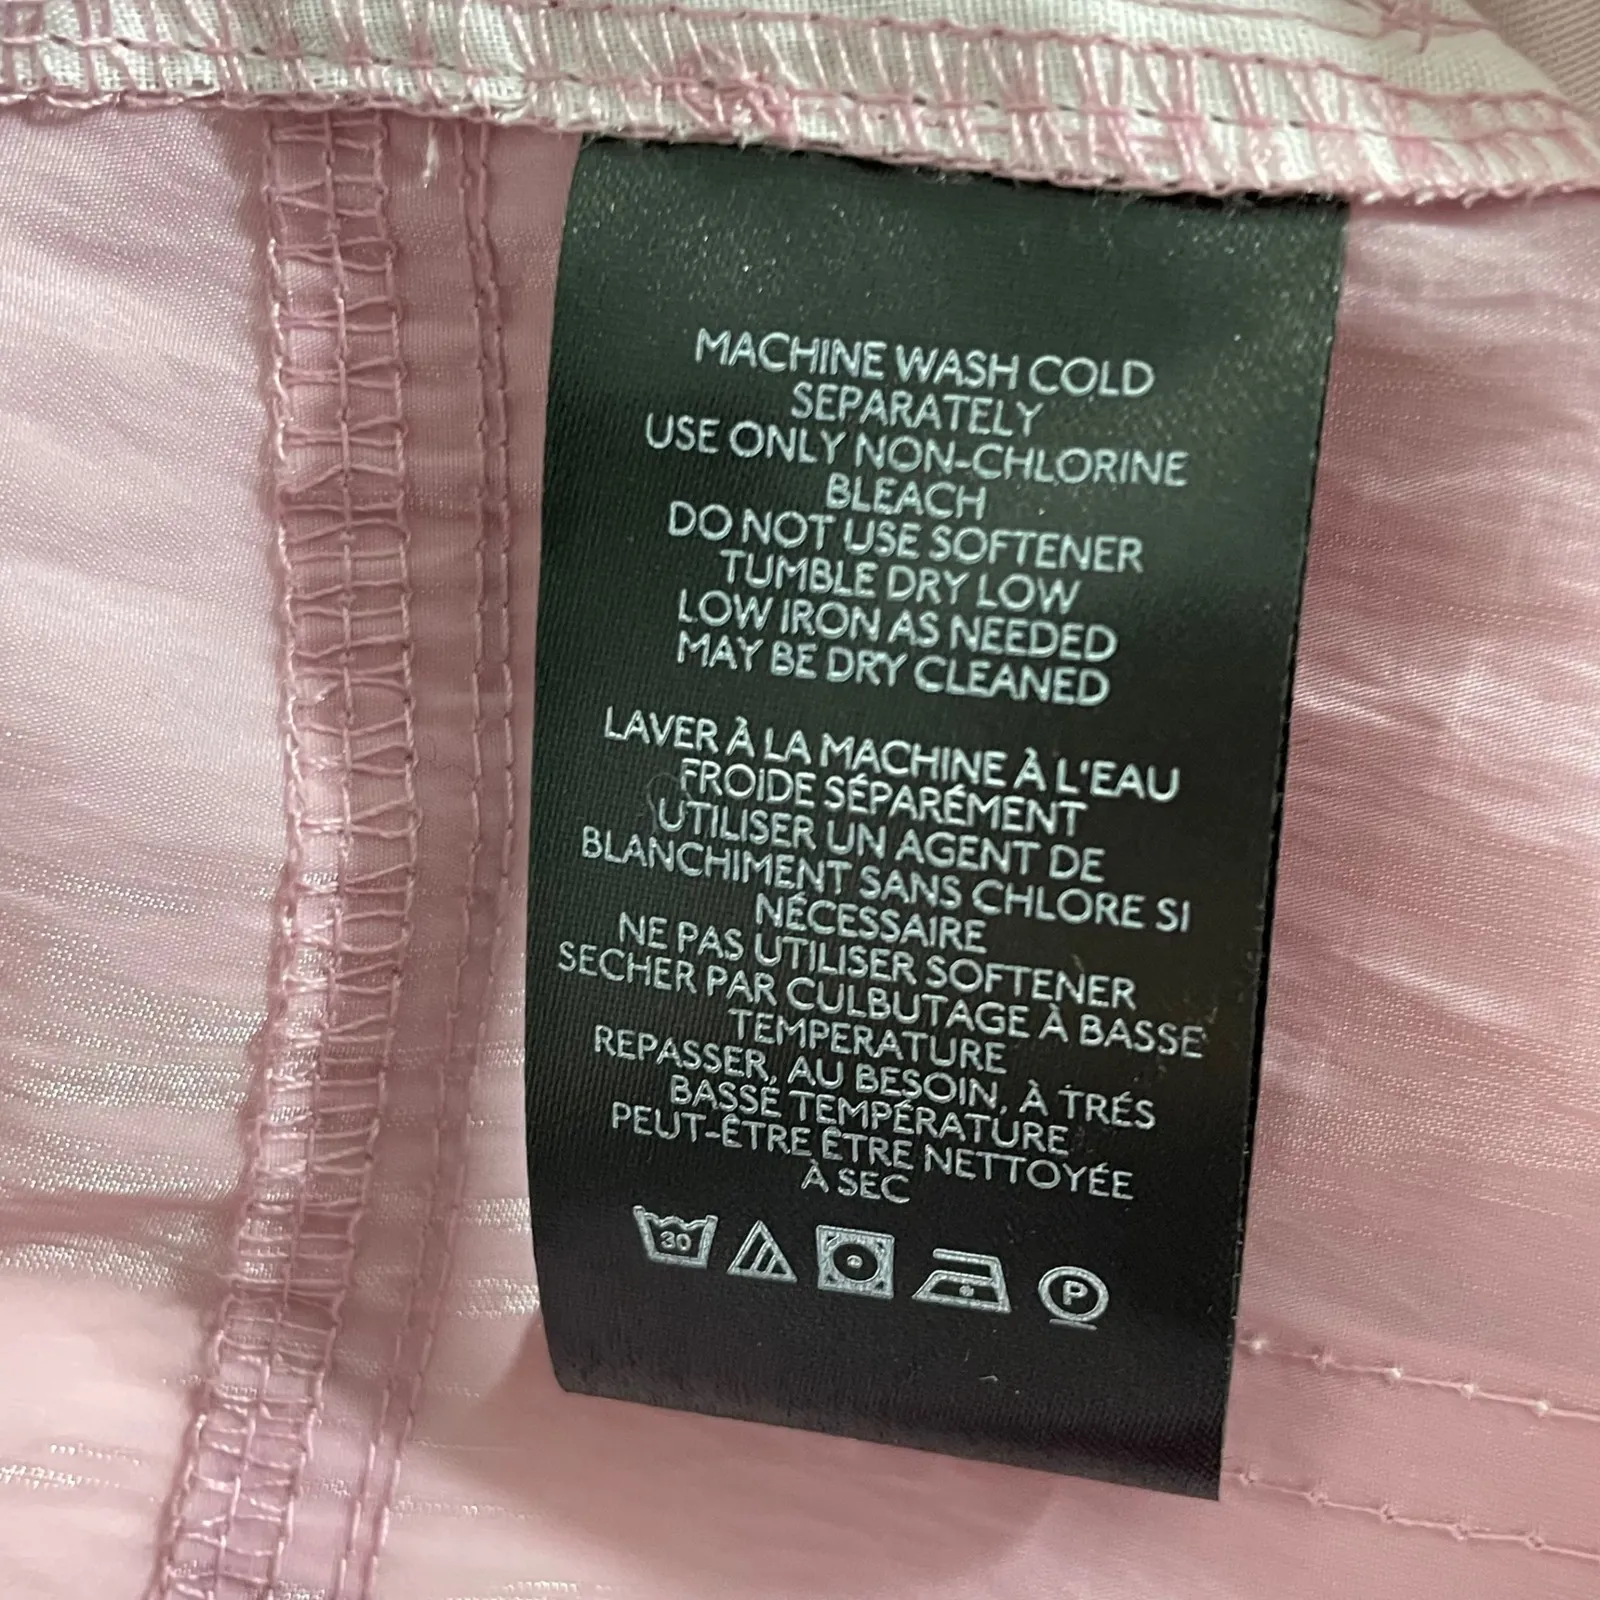 MACHINE WASH COLD
SEPARATELY
USE ONLY NON-CHLORINE
BLEACH
DO NOT USE SOFTENER
TUMBLE DRY LOW
LOW IRON AS NEEDED
MAY BE DRY CLEANED
LAVER À LA MACHINE À L'EAU
FROIDE SÉPARÉMENT
UTILISER UN AGENT DE
BLANCHIMENT SANS CHLORE SI
NÉCESSAIRE
NE PAS UTILISER SOFTENER
SECHER PAR CULBUTAGE À BASSE
TEMPERATURE
REPASSER, AU BESOIN, À TRÉS
BASSE TEMPÉRATURE
PEUT-ÊTRE ÊTRE NETTOYÉE
À SEC
30 P